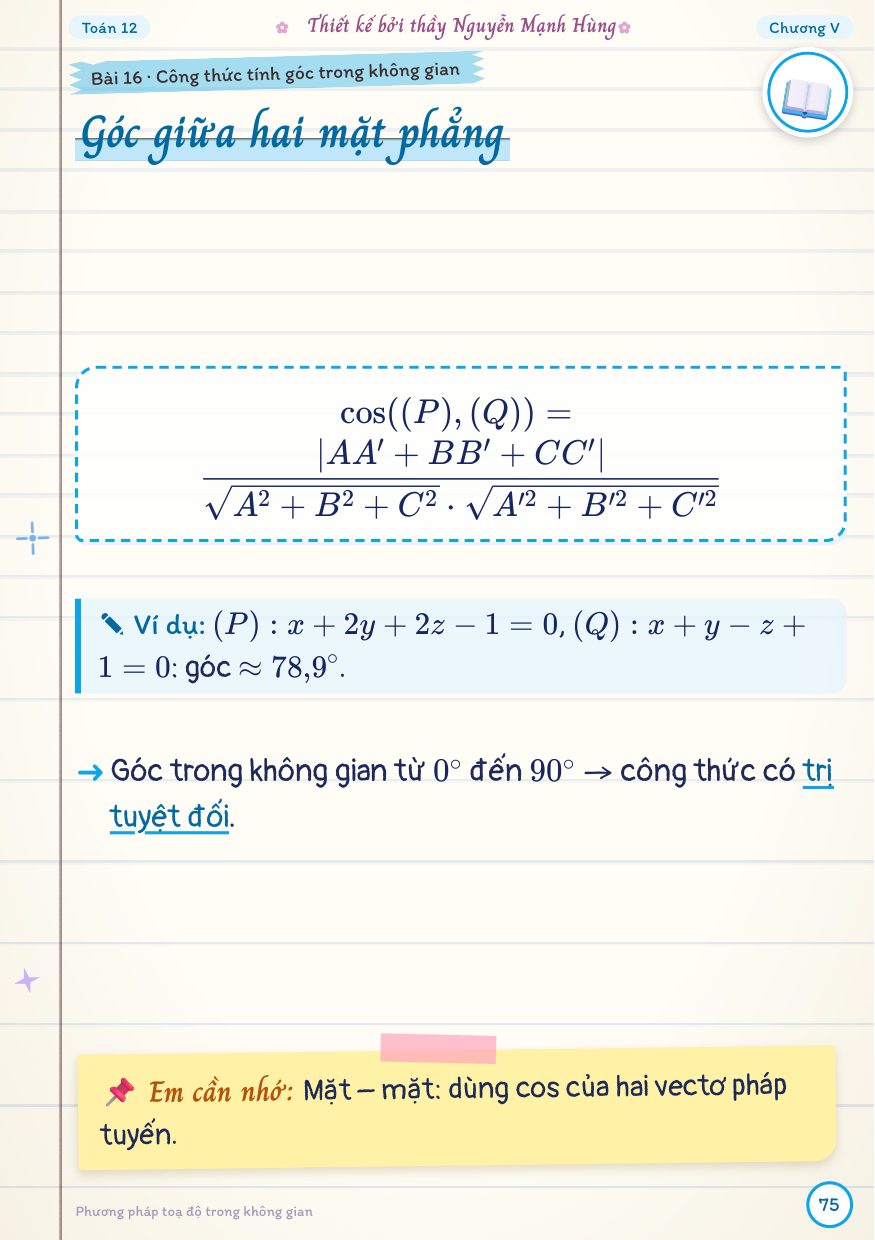 Toán 12
Thiết kế bởi thầy Nguyễn Mạnh Hùng
Chương V
Bài 16 · Công thức tính góc trong không gian
Góc giữa hai mặt phẳng
cos((P), (Q)) =
|AA′ + BB′ + CC′|
√(A² + B² + C²) · √(A′² + B′² + C′²)
Ví dụ: (P) : x + 2y + 2z − 1 = 0, (Q) : x + y − z +
1 = 0: góc ≈ 78,9°.
→ Góc trong không gian từ 0° đến 90° → công thức có trị
tuyệt đối.
Em cần nhớ: Mặt – mặt: dùng cos của hai vectơ pháp
tuyến.
Phương pháp toạ độ trong không gian
75